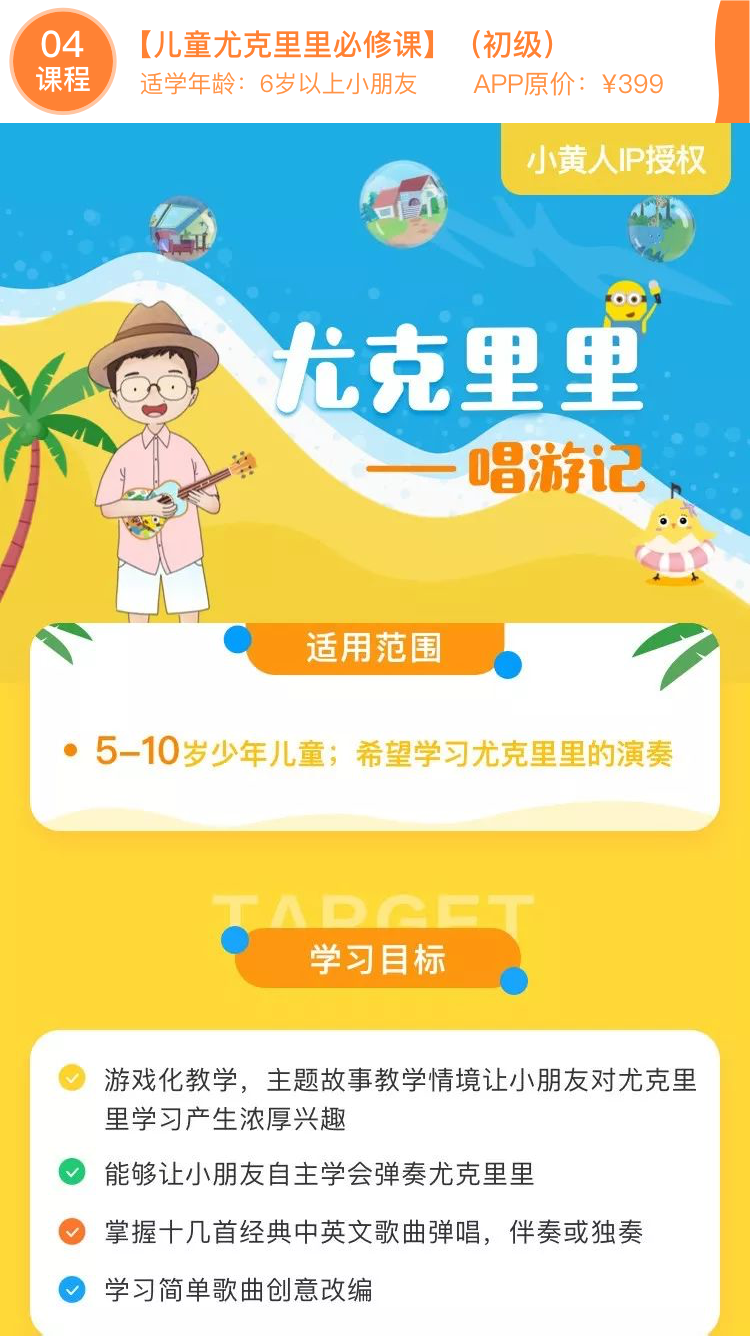 04
课程
【儿童尤克里里必修课】（初级）
适学年龄：6岁以上小朋友 APP原价：¥399
小黄人IP授权
尤克里里
——唱游记
适用范围
5–10岁少年儿童；希望学习尤克里里的演奏
TARGET
学习目标
游戏化教学，主题故事教学情境让小朋友对尤克里
里学习产生浓厚兴趣
能够让小朋友自主学会弹奏尤克里里
掌握十几首经典中英文歌曲弹唱，伴奏或独奏
学习简单歌曲创意改编